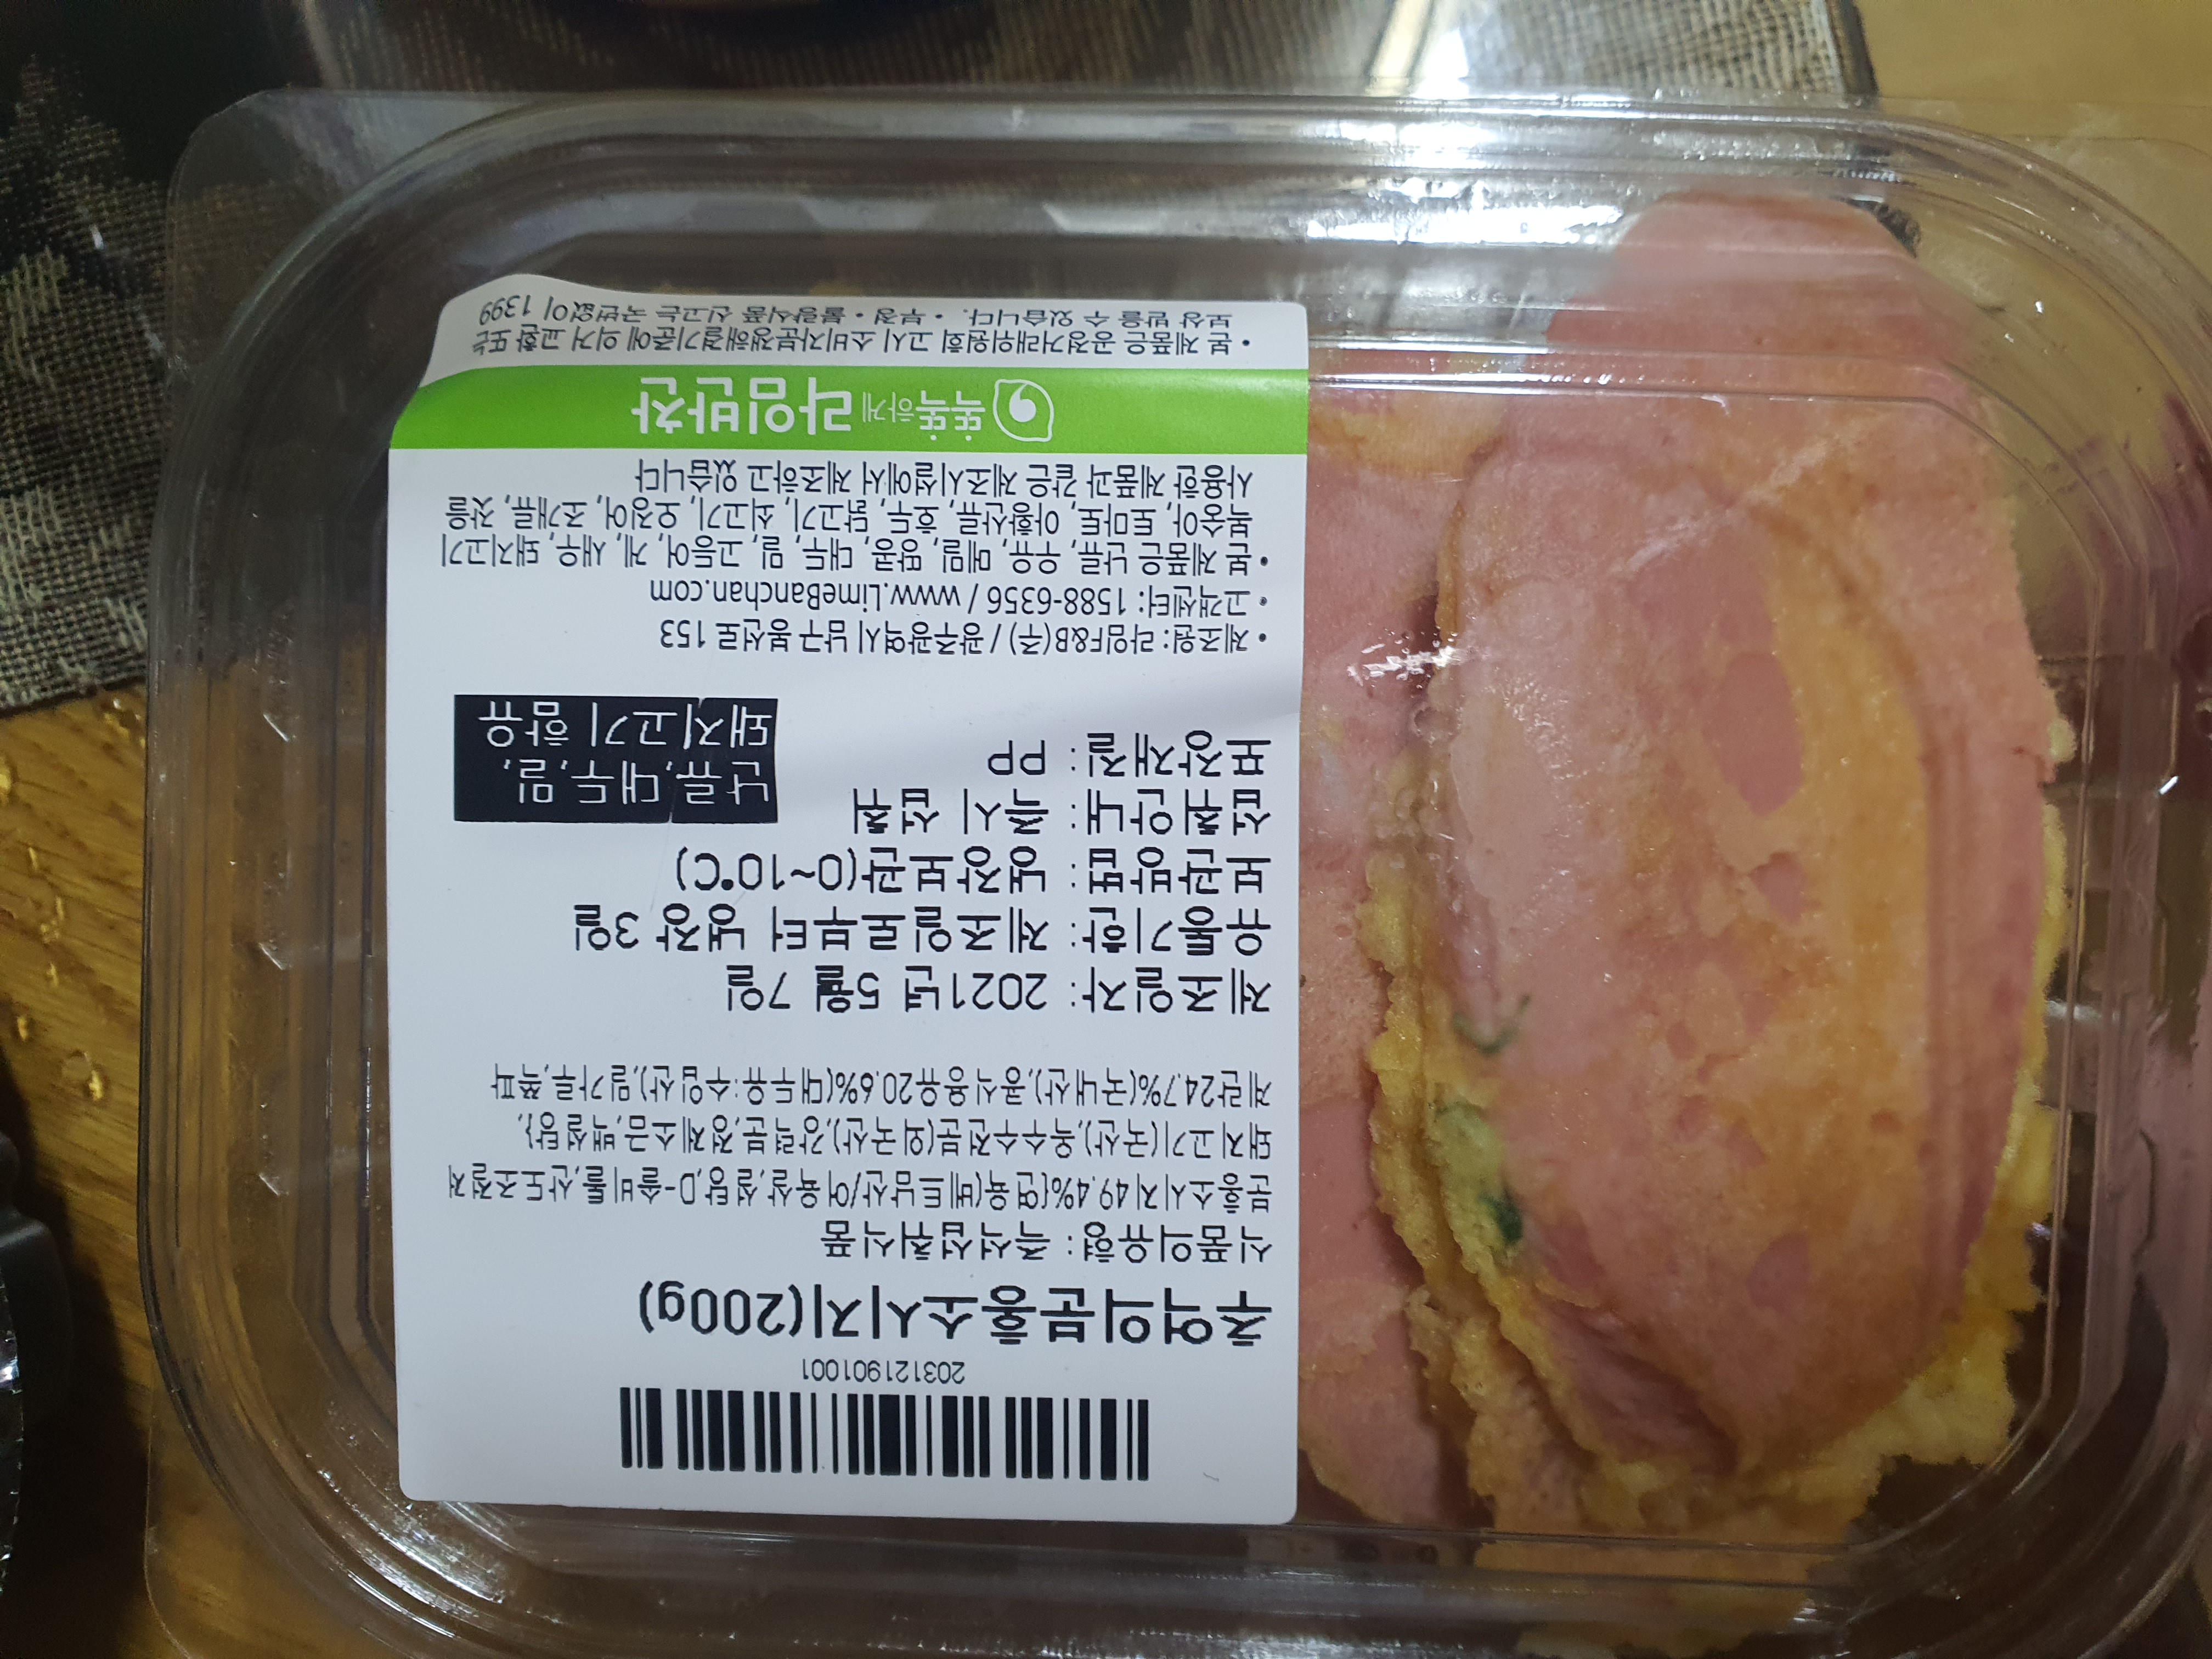 203121901001
추억의분홍소시지(200g)
식품의유형: 즉석섭취식품
분홍소시지49.4%{연육(베트남산/어육살,설탕,D-솔비톨,산도조절제
돼지고기(국산),옥수수전분(외국산),강력분,정제소금,백설탕},
계란24.7%(국내산),콩식용유20.6%(대두유:수입산),밀가루,쪽파
제조일자: 2021년 5월 7일
유통기한: 제조일로부터 냉장 3일
보관방법: 냉장보관(0~10℃)
섭취안내: 즉시 섭취
포장재질: PP
난류,대두,밀,
돼지고기 함유
• 제조원: 라임F&B(주) / 광주광역시 남구 봉선로 153
• 고객센터: 1588-6356 / www.LimeBanchan.com
• 본 제품은 난류, 우유, 메밀, 땅콩, 대두, 밀, 고등어, 게, 새우, 돼지고기
복숭아, 토마토, 아황산류, 호두, 닭고기, 쇠고기, 오징어, 조개류, 잣을
사용한 제품과 같은 제조시설에서 제조하고 있습니다
똑똑하게 라임반찬
• 본 제품은 공정거래위원회 고시 소비자분쟁해결기준에 의거 교환 또는
보상 받을 수 있습니다. • 부정 • 불량식품 신고는 국번없이 1399